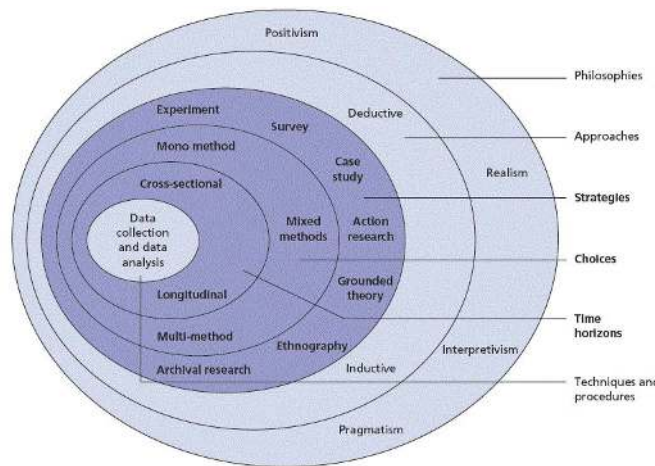 Positivism
Philosophies
Experiment
Deductive
Survey
Approaches
Mono method
Case
study
Realism
Cross-sectional
Strategies
Data
collection
and data
analysis
Mixed
methods
Action
research
Choices
Grounded
theory
Longitudinal
Time
horizons
Multi-method
Ethnography
Interpretivism
Archival research
Inductive
Techniques and
procedures
Pragmatism